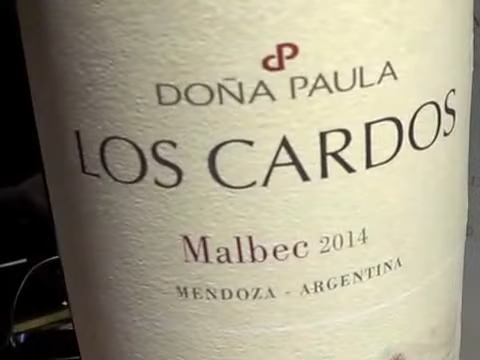 dP
DOÑA PAULA
LOS CARDOS
Malbec 2014
MENDOZA - ARGENTINA